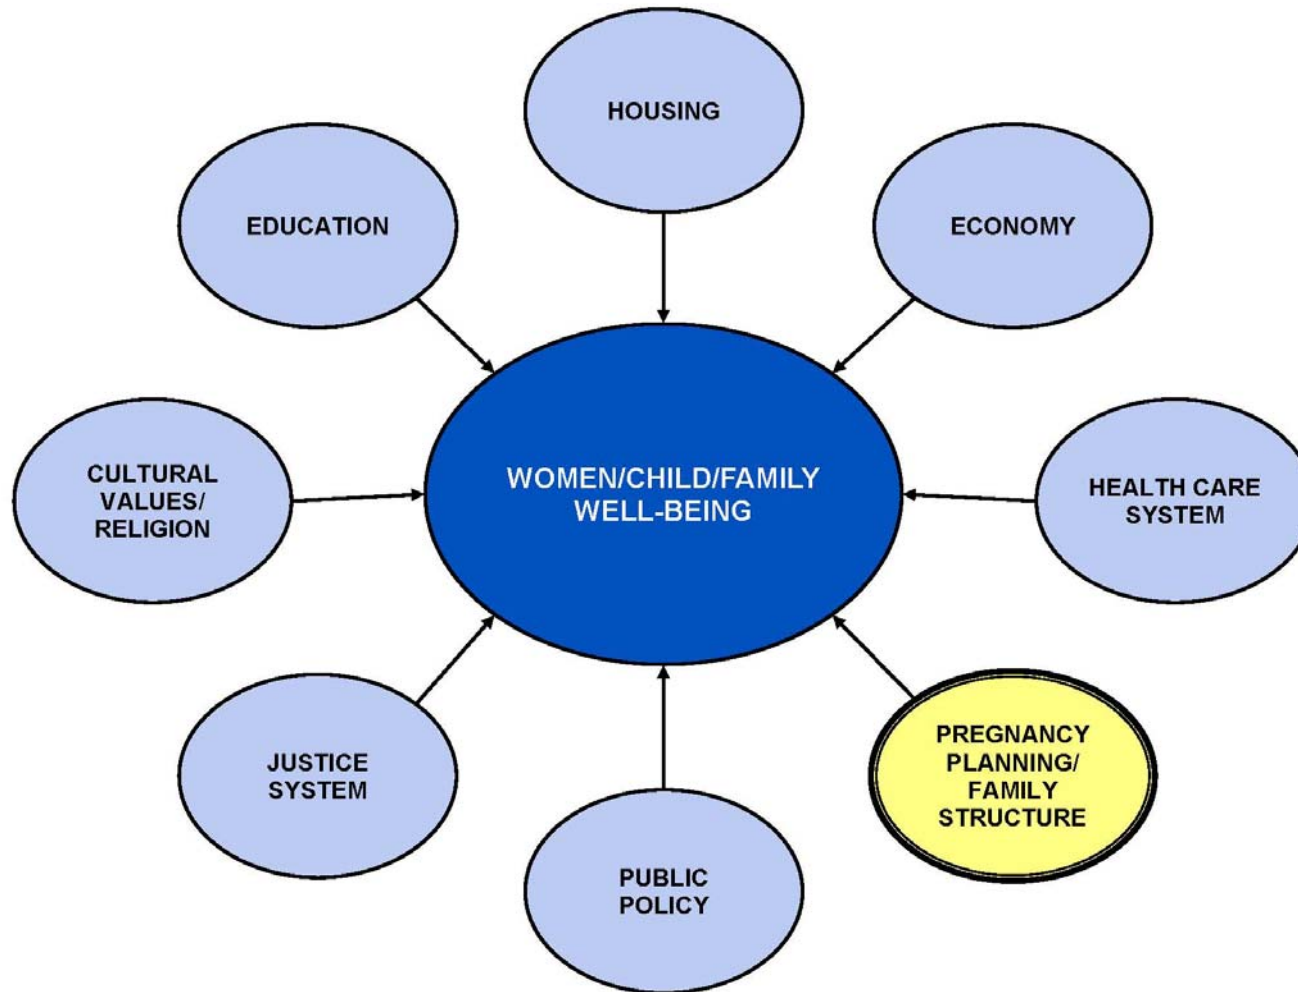 HOUSING
EDUCATION
ECONOMY
CULTURAL
VALUES/
RELIGION
WOMEN/CHILD/FAMILY
WELL-BEING
HEALTH CARE
SYSTEM
JUSTICE
SYSTEM
PREGNANCY
PLANNING/
FAMILY
STRUCTURE
PUBLIC
POLICY